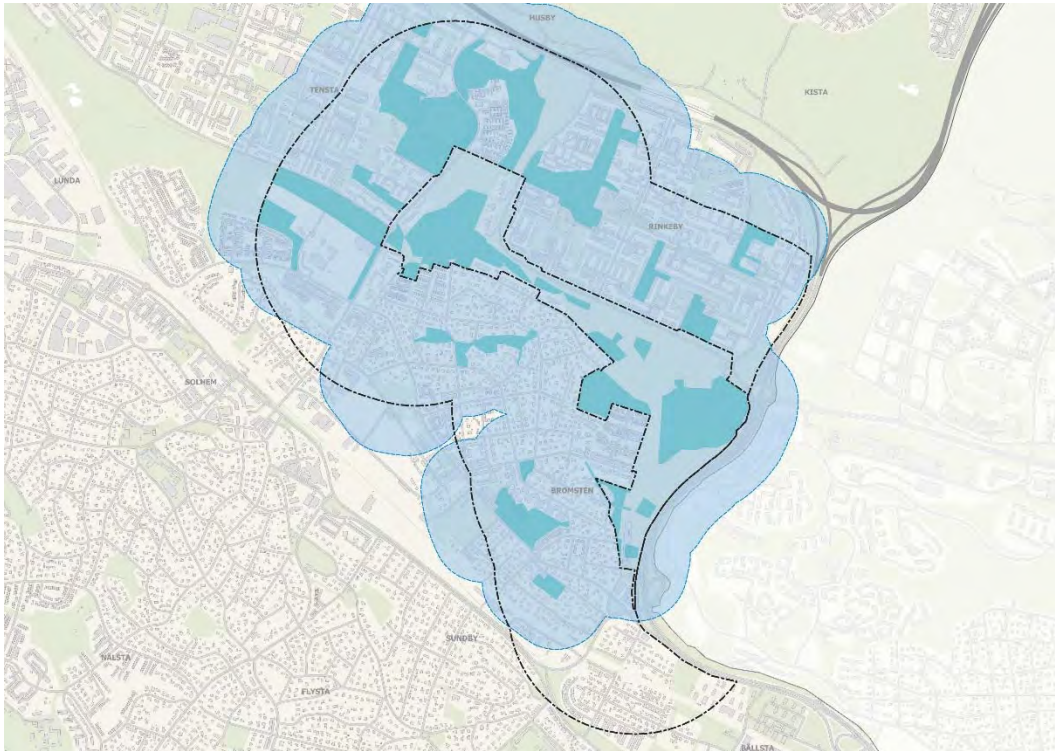 HUSBY
TENSTA
KISTA
LUNDA
RINKEBY
SOLHEM
BROMSTEN
SUNDBY
NÄLSTA
FLYSTA
BÄLLSTA